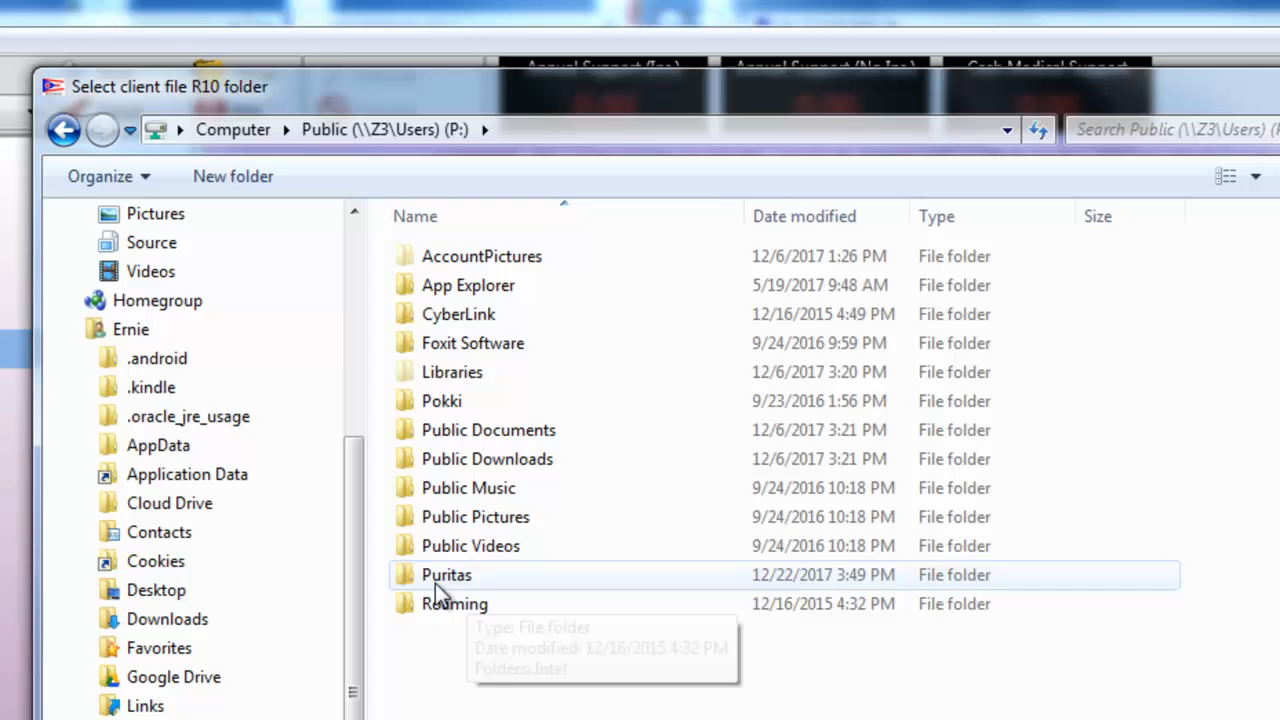 Annual Support (Ins) Annual Support (No Ins) Cash Medical Support
Select client file R10 folder
Computer Public (\\Z3\Users) (P:) Search Public (\\Z3\Users) (P
Organize New folder
Name Date modified Type Size
Pictures
Source
Videos
Homegroup
Ernie
.android
.kindle
.oracle_jre_usage
AppData
Application Data
Cloud Drive
Contacts
Cookies
Desktop
Downloads
Favorites
Google Drive
Links
AccountPictures 12/6/2017 1:26 PM File folder
App Explorer 5/19/2017 9:48 AM File folder
CyberLink 12/16/2015 4:49 PM File folder
Foxit Software 9/24/2016 9:59 PM File folder
Libraries 12/6/2017 3:20 PM File folder
Pokki 9/23/2016 1:56 PM File folder
Public Documents 12/6/2017 3:21 PM File folder
Public Downloads 12/6/2017 3:21 PM File folder
Public Music 9/24/2016 10:18 PM File folder
Public Pictures 9/24/2016 10:18 PM File folder
Public Videos 9/24/2016 10:18 PM File folder
Puritas 12/22/2017 3:49 PM File folder
Roaming 12/16/2015 4:32 PM File folder
Type: File folder
Date modified: 12/16/2015 4:32 PM
Folders: Intel